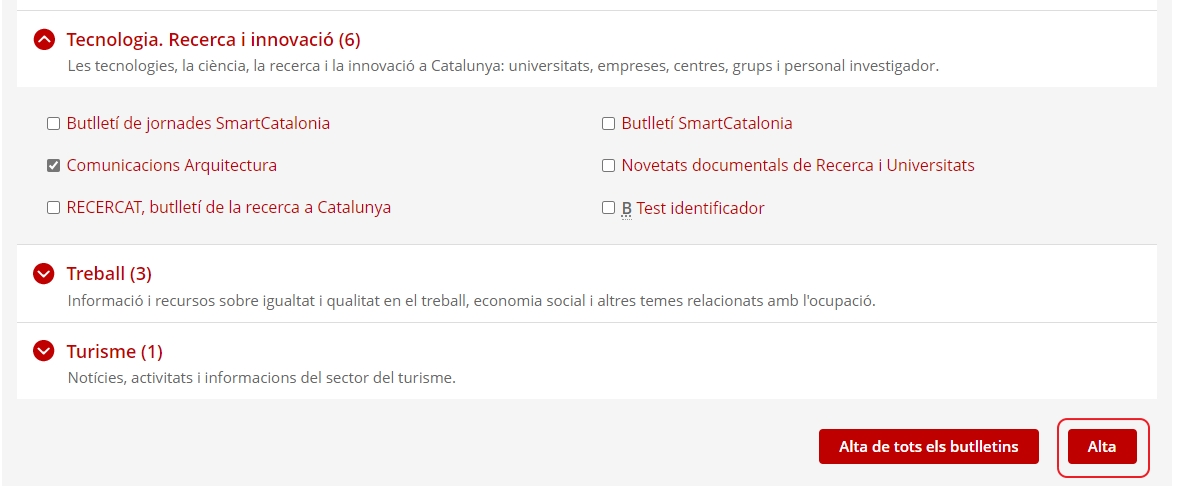 Tecnologia. Recerca i innovació (6)
Les tecnologies, la ciència, la recerca i la innovació a Catalunya: universitats, empreses, centres, grups i personal investigador.
Butlletí de jornades SmartCatalonia
Butlletí SmartCatalonia
Comunicacions Arquitectura
Novetats documentals de Recerca i Universitats
RECERCAT, butlletí de la recerca a Catalunya
B Test identificador
Treball (3)
Informació i recursos sobre igualtat i qualitat en el treball, economia social i altres temes relacionats amb l'ocupació.
Turisme (1)
Notícies, activitats i informacions del sector del turisme.
Alta de tots els butlletins
Alta